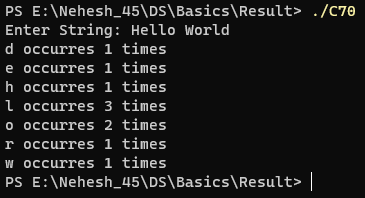 PS E:\Nehesh_45\DS\Basics\Result> ./C70
Enter String: Hello World
d occurres 1 times
e occurres 1 times
h occurres 1 times
l occurres 3 times
o occurres 2 times
r occurres 1 times
w occurres 1 times
PS E:\Nehesh_45\DS\Basics\Result>